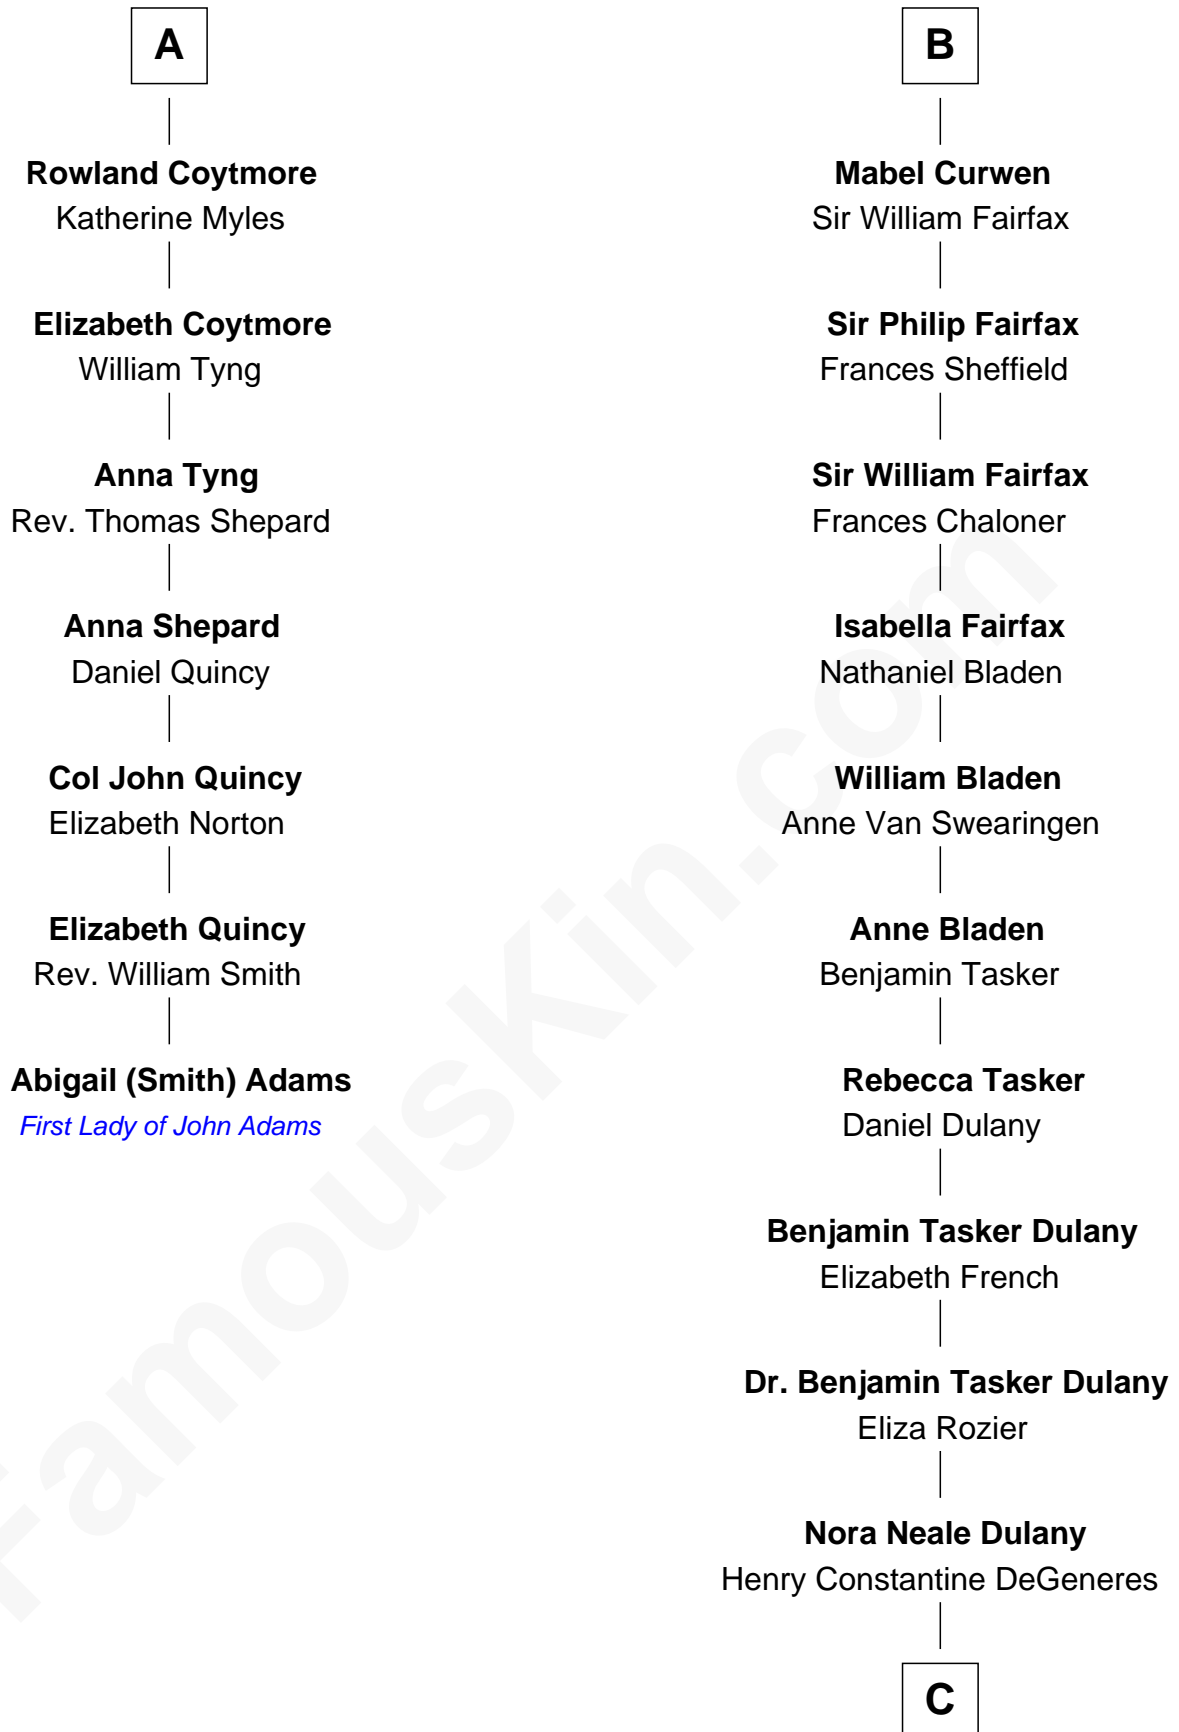 A
Rowland Coytmore
Katherine Myles
Elizabeth Coytmore
William Tyng
Anna Tyng
Rev. Thomas Shepard
Anna Shepard
Daniel Quincy
Col John Quincy
Elizabeth Norton
Elizabeth Quincy
Rev. William Smith
Abigail (Smith) Adams
First Lady of John Adams
B
Mabel Curwen
Sir William Fairfax
Sir Philip Fairfax
Frances Sheffield
Sir William Fairfax
Frances Chaloner
Isabella Fairfax
Nathaniel Bladen
William Bladen
Anne Van Swearingen
Anne Bladen
Benjamin Tasker
Rebecca Tasker
Daniel Dulany
Benjamin Tasker Dulany
Elizabeth French
Dr. Benjamin Tasker Dulany
Eliza Rozier
Nora Neale Dulany
Henry Constantine DeGeneres
C
FamousKin.com